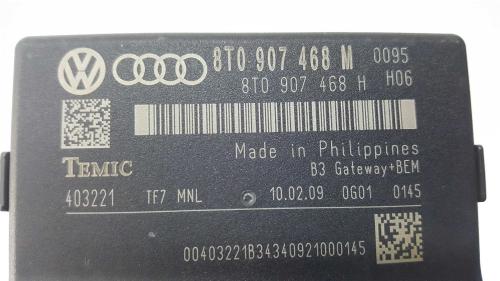 8T0 907 468 M 0095
8T0 907 468 H H06
TEMIC
Made in Philippines
B3 Gateway+BEM
403221 TF7 MNL 10.02.09 0G01 0145
00403221B34340921000145